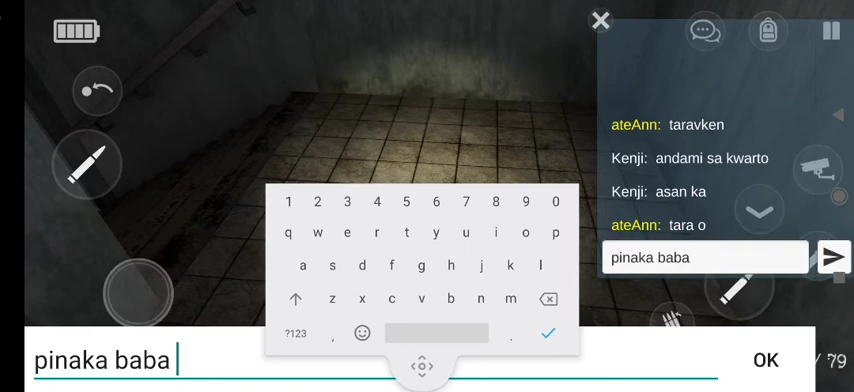 ateAnn: taravken
Kenji: andami sa kwarto
Kenji: asan ka
ateAnn: tara o
pinaka baba
1 2 3 4 5 6 7 8 9 0
q w e r t y u i o p
a s d f g h j k l
z x c v b n m
?123 , .
pinaka baba
OK
/ 79